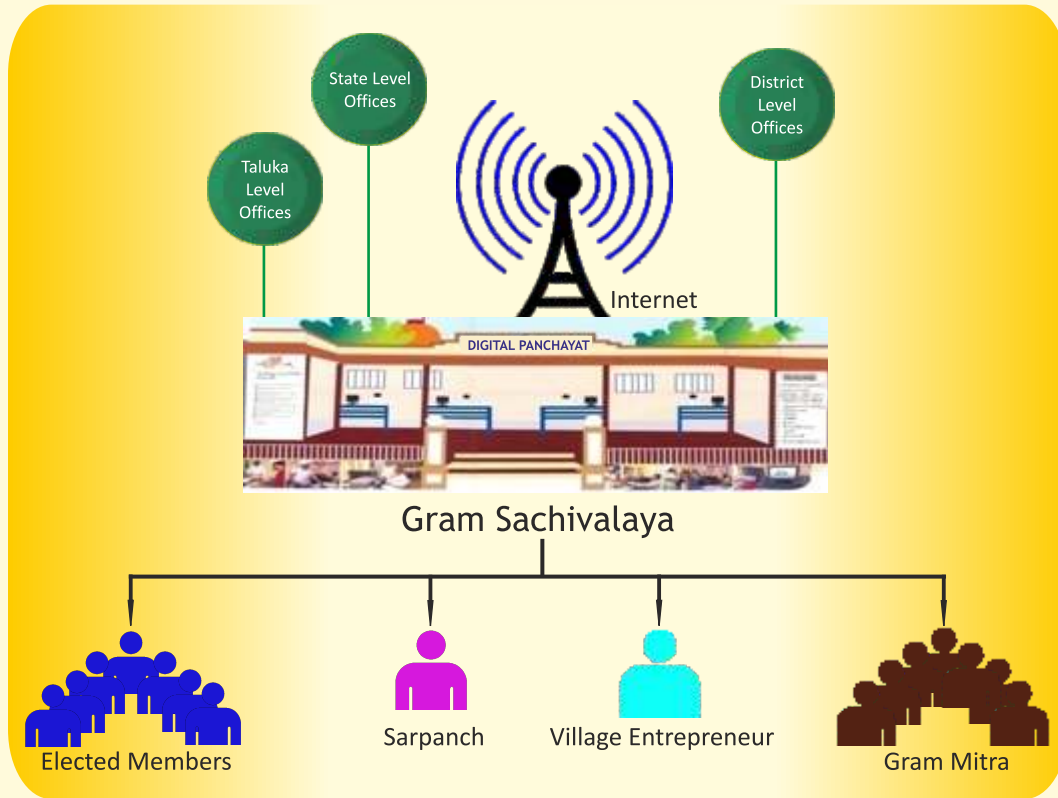 State Level
Offices
District
Level
Offices
Taluka
Level
Offices
Internet
DIGITAL PANCHAYAT
Gram Sachivalaya
Elected Members
Sarpanch
Village Entrepreneur
Gram Mitra